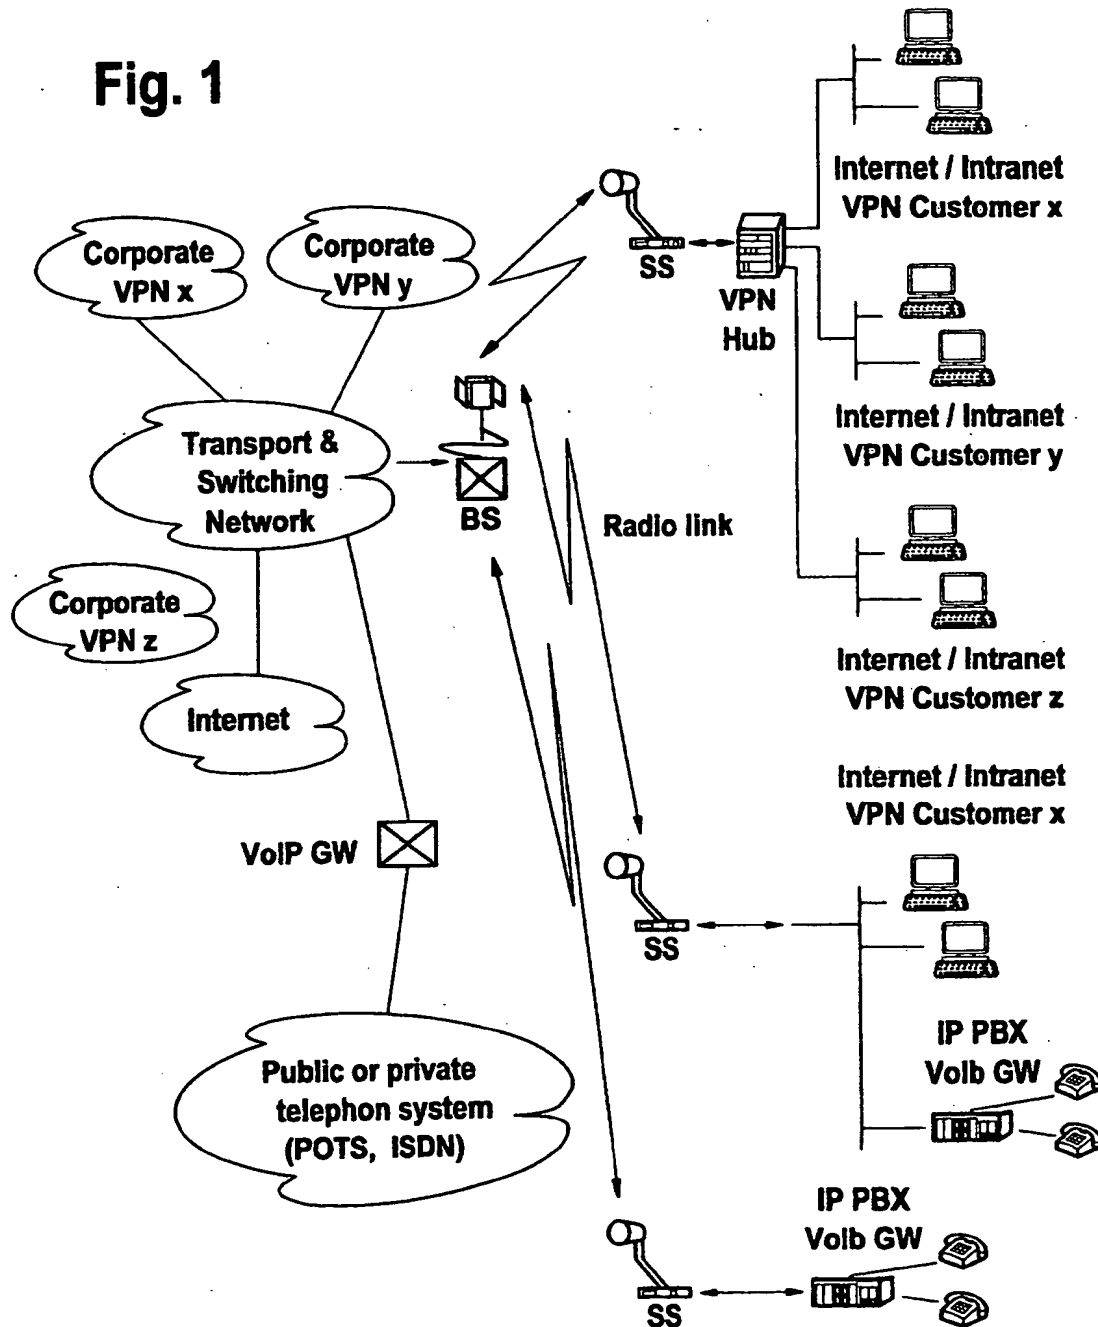 Fig. 1
Internet / Intranet
VPN Customer x
Corporate
VPN x
Corporate
VPN y
SS
VPN
Hub
Internet / Intranet
VPN Customer y
Transport &
Switching
Network
BS
Radio link
Corporate
VPN z
Internet
Internet / Intranet
VPN Customer z
Internet / Intranet
VPN Customer x
VoIP GW
SS
IP PBX
Volb GW
Public or private
telephon system
(POTS, ISDN)
IP PBX
Volb GW
SS